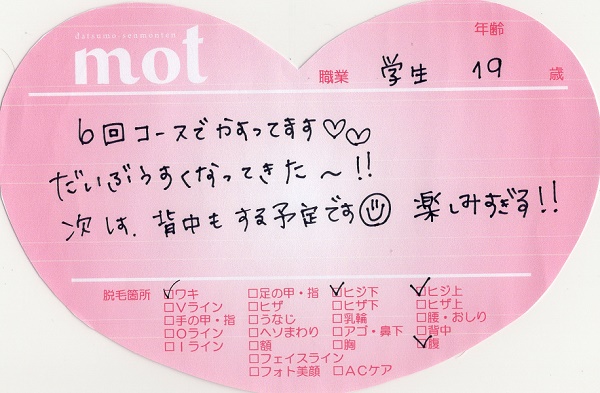 datsumo senmonten
mot
年齢
職業 学生 19 歳
6回コースでかよってます♡♡
だいぶうすくなってきた〜!!
次は、背中もする予定です☺ 楽しみすぎる!!
脱毛箇所 ☑ワキ □足の甲・指 ☑ヒジ下 ☑ヒジ上
□Vライン □ヒザ □ヒザ下 □ヒザ上
□手の甲・指 □うなじ □乳輪 □腰・おしり
□Oライン □ヘソまわり □アゴ・鼻下 □背中
□Iライン □額 □胸 ☑腹
□フェイスライン
□フォト美顔 □ACケア